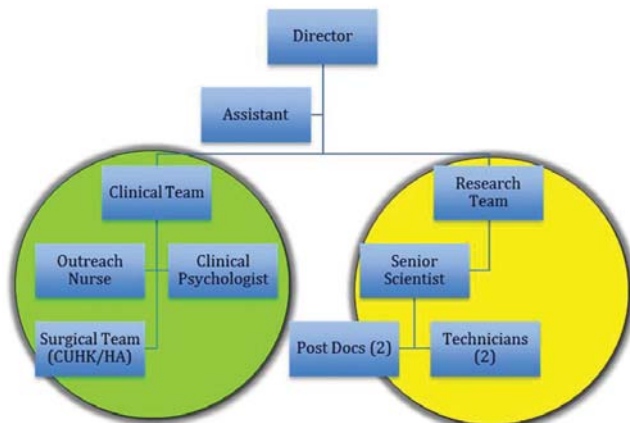 Director
Assistant
Clinical Team
Research
Team
Outreach
Nurse
Clinical
Psychologist
Senior
Scientist
Surgical Team
(CUHK/HA)
Post Docs (2)
Technicians
(2)